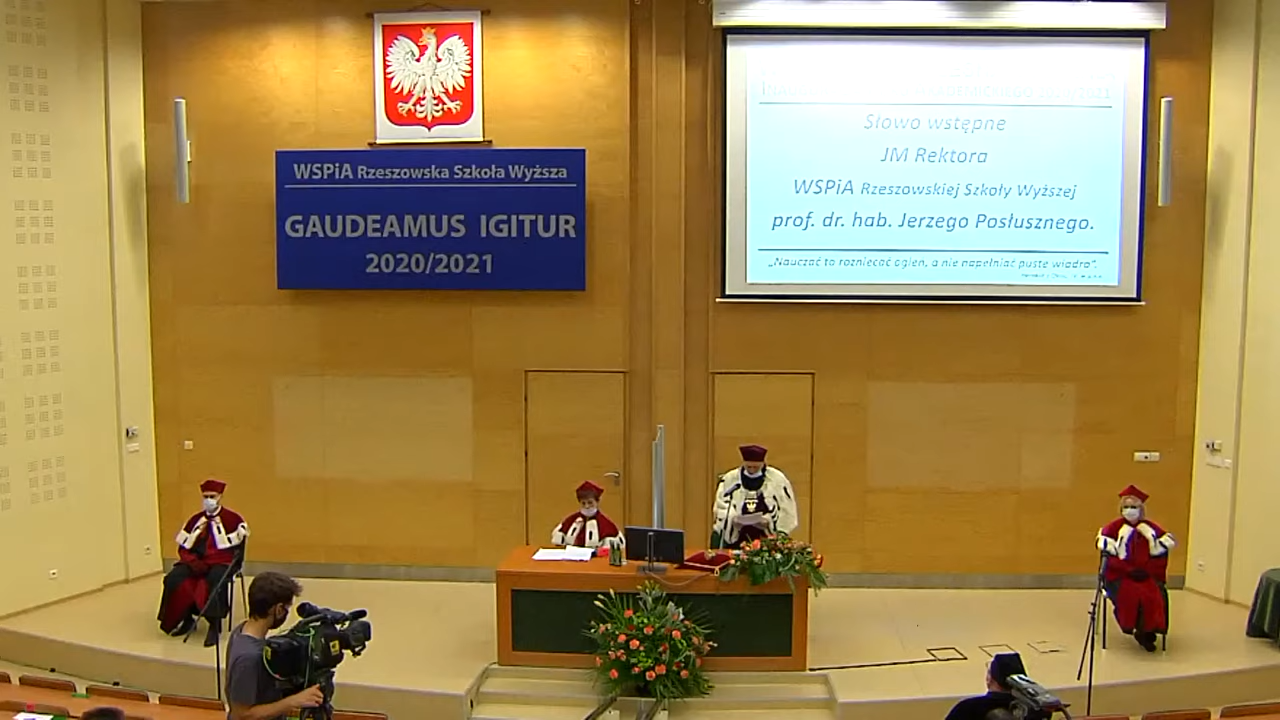 WSPiA Rzeszowska Szkoła Wyższa
GAUDEAMUS IGITUR
2020/2021
Słowo wstępne
JM Rektora
WSPiA Rzeszowskiej Szkoły Wyższej
prof. dr. hab. Jerzego Posłusznego.
„Nauczać to rozniecać ogień, a nie napełniać puste wiadra”.